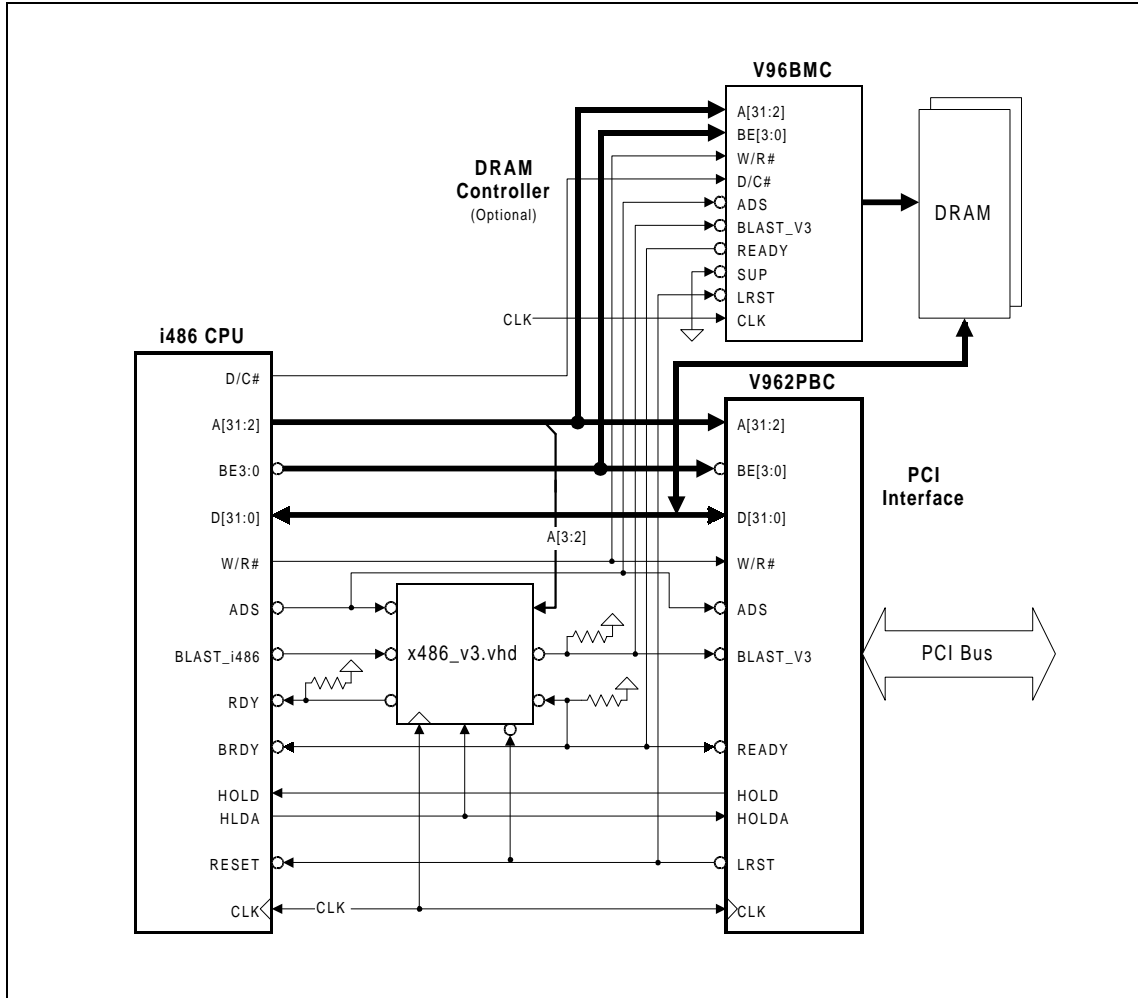 V96BMC
A[31:2]
BE[3:0]
W/R#
D/C#
ADS
BLAST_V3
READY
SUP
LRST
CLK
DRAM
Controller
(Optional)
CLK
DRAM
i486 CPU
D/C#
A[31:2]
BE3:0
D[31:0]
W/R#
ADS
BLAST_i486
RDY
BRDY
HOLD
HLDA
RESET
CLK
A[3:2]
x486_v3.vhd
CLK
V962PBC
A[31:2]
BE[3:0]
D[31:0]
W/R#
ADS
BLAST_V3
READY
HOLD
HOLDA
LRST
CLK
PCI
Interface
PCI Bus